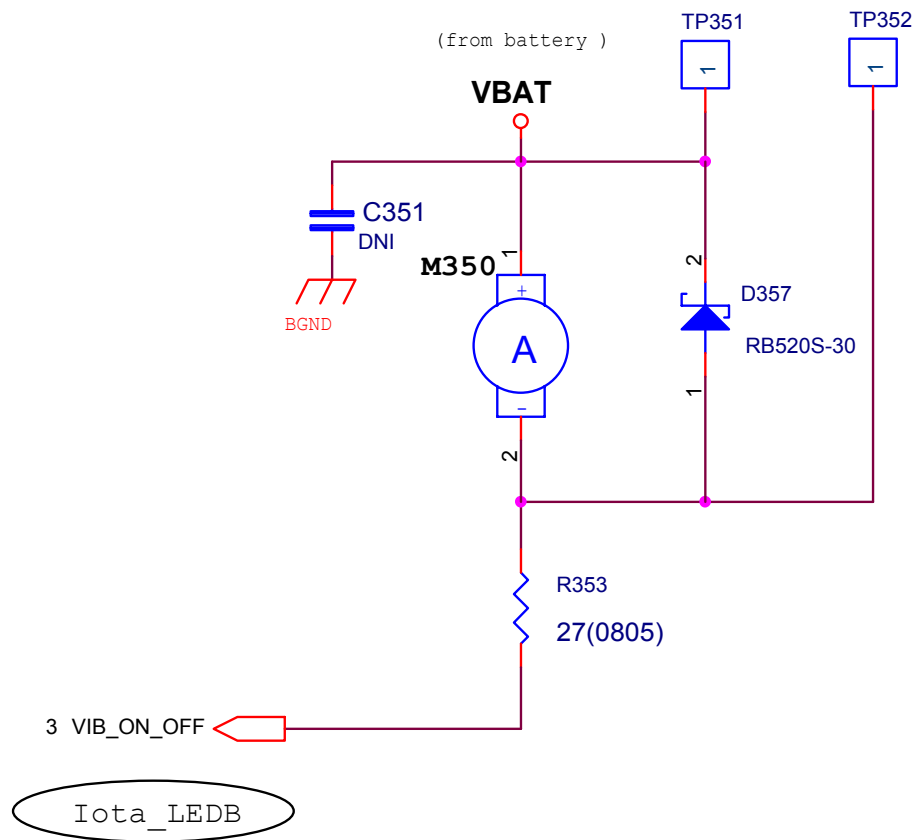 TP351
TP352
(from battery )
1
1
VBAT
C351
DNI
BGND
1
M350
+
A
-
2
2
D357
RB520S-30
1
R353
27(0805)
3 VIB_ON_OFF
Iota_LEDB